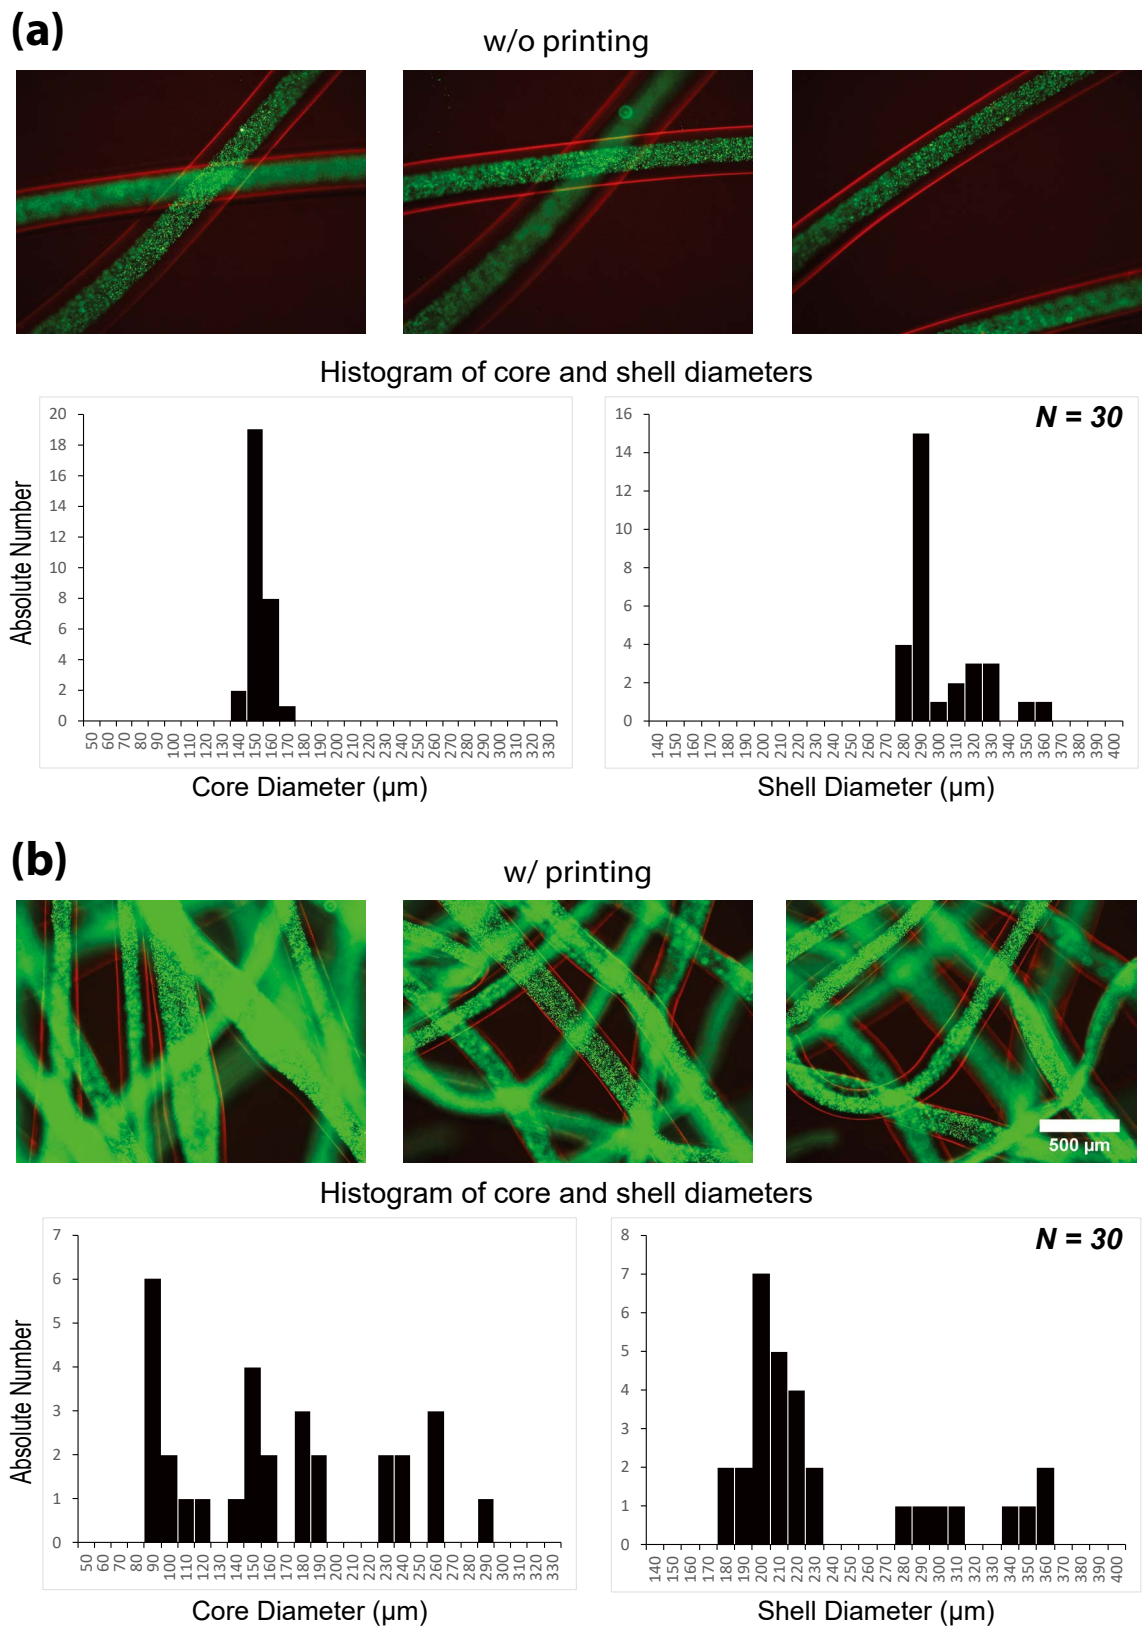 (a)
w/o printing
Histogram of core and shell diameters
Absolute Number
20
18
16
14
12
10
8
6
4
2
0
50 60 70 80 90 100 110 120 130 140 150 160 170 180 190 200 210 220 230 240 250 260 270 280 290 300 310 320 330
Core Diameter (µm)
N = 30
16
14
12
10
8
6
4
2
0
140 150 160 170 180 190 200 210 220 230 240 250 260 270 280 290 300 310 320 330 340 350 360 370 380 390 400
Shell Diameter (µm)
(b)
w/ printing
500 µm
Histogram of core and shell diameters
Absolute Number
7
6
5
4
3
2
1
0
50 60 70 80 90 100 110 120 130 140 150 160 170 180 190 200 210 220 230 240 250 260 270 280 290 300 310 320 330
Core Diameter (µm)
N = 30
8
7
6
5
4
3
2
1
0
140 150 160 170 180 190 200 210 220 230 240 250 260 270 280 290 300 310 320 330 340 350 360 370 380 390 400
Shell Diameter (µm)